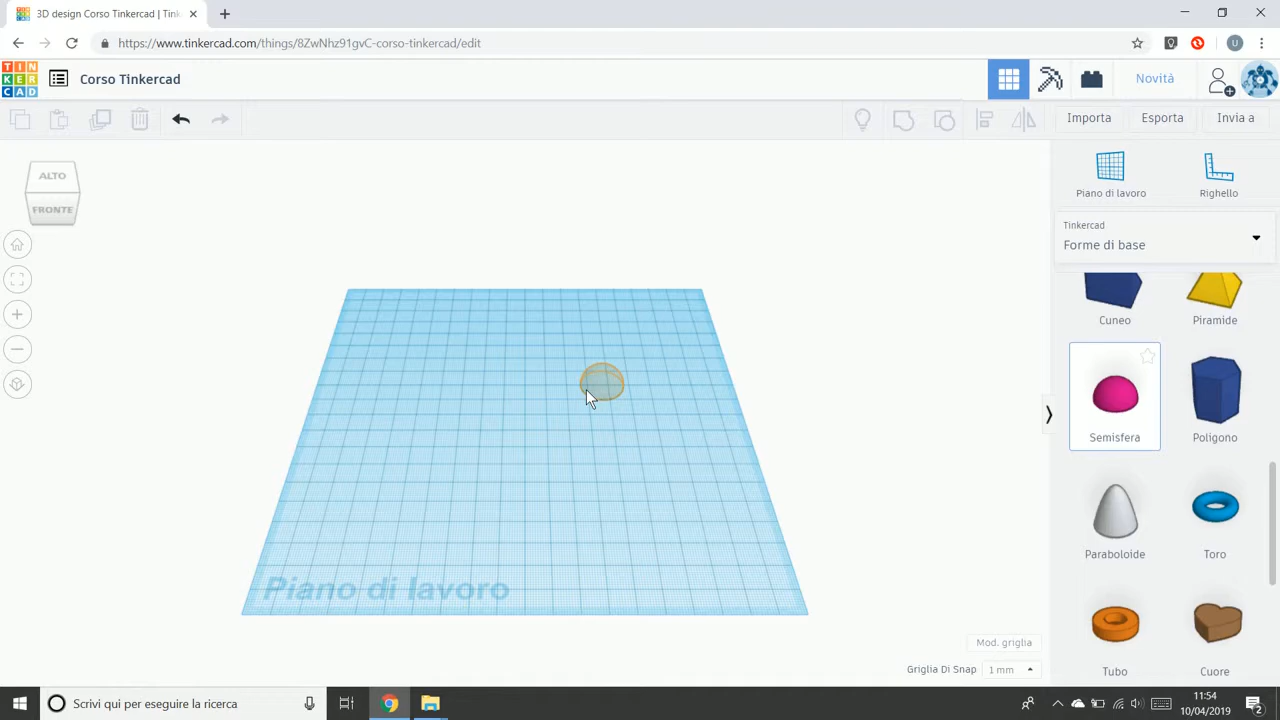 3D design Corso Tinkercad | Tink
https://www.tinkercad.com/things/8ZwNhz91gvC-corso-tinkercad/edit
U
TIN
KER
CAD
Corso Tinkercad
Novità
Importa
Esporta
Invia a
ALTO
FRONTE
Piano di lavoro
Righello
Tinkercad
Forme di base
Cuneo
Piramide
Semisfera
Poligono
Paraboloide
Toro
Tubo
Cuore
Piano di lavoro
Mod. griglia
Griglia Di Snap
1 mm
Scrivi qui per eseguire la ricerca
11:54
10/04/2019
2